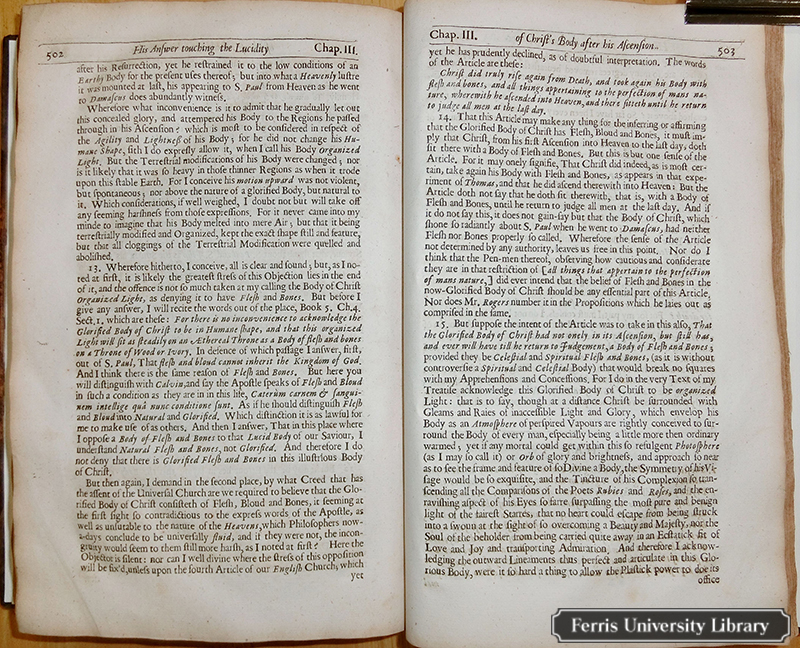 502 His Anſwer touching the Lucidity Chap. III.
after his Reſurrection, yet he reſtrained it to the low conditions of an
Earthy Body for the preſent uſes thereof; but into what a Heavenly luſtre
it was mounted at laſt, his appearing to S. Paul from Heaven as he went
to Damaſcus does abundantly witneſs.
Wherefore what inconvenience is it to admit that he gradually let out
this concealed glory, and attempered his Body to the Regions he paſſed
through in his Aſcenſion? which is moſt to be conſidered in reſpect of
the Agility and Lightneſs of his Body; for he did not change his Hu-
mane Shape, ſith I do expreſly allow it, when I call his Body Organized
Light. But the Terreſtrial modifications of his Body were changed; nor
is it likely that it was ſo heavy in thoſe thinner Regions as when it trode
upon this ſtable Earth. For I conceive his motion upward was not violent,
but ſpontaneous; nor above the nature of a glorified Body, but natural to
it. Which conſiderations, if well weighed, I doubt not but will take off
any ſeeming harſhneſs from thoſe expreſſions. For it never came into my
minde to imagine that his Body melted into mere Air; but that it being
terreſtrially modified and Organized, kept the exact ſhape ſtill and feature,
but that all cloggings of the Terreſtrial Modification were quelled and
aboliſhed.
13. Wherefore hitherto, I conceive, all is clear and ſound; but, as I no-
ted at firſt, it is likely the greateſt ſtreſs of this Objection lies in the end
of it, and the offence is not ſo much taken at my calling the Body of Chriſt
Organized Light, as denying it to have Fleſh and Bones. But before I
give any anſwer, I will recite the words out of the place, Book 5. Ch.4.
Sect.1. which are theſe: For there is no inconvenience to acknowledge the
Glorified Body of Chriſt to be in Humane ſhape, and that this organized
Light will ſit as ſteadily on an Æthereal Throne as a Body of fleſh and bones
on a Throne of Wood or Ivory. In defence of which paſſage I anſwer, firſt,
out of S. Paul, That fleſh and blood cannot inherit the Kingdom of God.
And I think there is the ſame reaſon of Fleſh and Bones. But here you
will diſtinguiſh with Calvin, and ſay the Apoſtle ſpeaks of Fleſh and Blood
in ſuch a condition as they are in in this life, Cæterum carnem & ſangui-
nem intellige quâ nunc conditione ſunt. As if he ſhould diſtinguiſh Fleſh
and Blood into Natural and Glorified. Which diſtinction it is as lawful for
me to make uſe of as others. And then I anſwer, That in this place where
I oppoſe a Body of Fleſh and Bones to that Lucid Body of our Saviour, I
underſtand Natural Fleſh and Bones, not Glorified. And therefore I do
not deny that there is Glorified Fleſh and Bones in this illuſtrious Body
of Chriſt.
But then again, I demand in the ſecond place, by what Creed that has
the aſſent of the Univerſal Church are we required to believe that the Glo-
rified Body of Chriſt conſiſteth of Fleſh, Blood and Bones, it ſeeming at
the firſt ſight ſo contradictious to the expreſs words of the Apoſtle, as
well as unſutable to the nature of the Heavens, which Philoſophers now-
a-days conclude to be univerſally fluid, and if they were not, the incon-
gruity would ſeem to them ſtill more harſh, as I noted at firſt? Here the
Objector is ſilent: nor can I well divine where the ſtreſs of this oppoſition
will be fix'd, unleſs upon the fourth Article of our Engliſh Church, which
yet
Chap. III. of Chriſt's Body after his Aſcenſion. 503
yet he has prudently declined, as of doubtful interpretation. The words
of the Article are theſe:
Chriſt did truly riſe again from Death, and took again his Body with
fleſh and bones, and all things appertaining to the perfection of mans na-
ture, wherewith he aſcended into Heaven, and there ſitteth until he return
to judge all men at the laſt day.
14. That this Article may make any thing for the inferring or affirming
that the Glorified Body of Chriſt has Fleſh, Blood and Bones, it muſt im-
ply that Chriſt, from his firſt Aſcenſion into Heaven to the laſt day, doth
ſit there with a Body of Fleſh and Bones. But this is but one ſenſe of the
Article. For it may onely ſignifie, That Chriſt did indeed, as is moſt cer-
tain, take again his Body with Fleſh and Bones, as appears in that expe-
riment of Thomas, and that he did aſcend therewith into Heaven: But the
Article doth not ſay that he doth ſit therewith, that is, with a Body of
Fleſh and Bones, until he return to judge all men at the laſt day. And if
it do not ſay this, it does not gain-ſay but that the Body of Chriſt, which
ſhone ſo radiantly about S. Paul when he went to Damaſcus, had neither
Fleſh nor Bones properly ſo called. Wherefore the ſenſe of the Article
not determined by any authority, leaves us free in this point. Nor do I
think that the Pen-men thereof, obſerving how cautious and conſiderate
they are in that reſtriction of [all things that appertain to the perfection
of mans nature,] did ever intend that the belief of Fleſh and Bones in the
now-Glorified Body of Chriſt ſhould be any eſſential part of this Article.
Nor does Mr. Rogers number it in the Propoſitions which he laies out as
compriſed in the ſame.
15. But ſuppoſe the intent of the Article was to take in this alſo, That
the Glorified Body of Chriſt had not only in its Aſcenſion, but ſtill has,
and ever will have till he return to Judgement, a Body of Fleſh and Bones;
provided they be Celeſtial and Spiritual Fleſh and Bones, (as it is without
controverſie a Spiritual and Celeſtial Body) that would break no ſquares
with my Apprehenſions and Conceſſions. For I do in the very Text of my
Treatiſe acknowledge this Glorified Body of Chriſt to be organized
Light: that is to ſay, though at a diſtance Chriſt be ſurrounded with
Gleams and Raies of inacceſſible Light and Glory, which envelop his
Body as an Atmoſphere of perſpired Vapours are rightly conceived to ſur-
round the Body of every man, eſpecially being a little more then ordinary
warmed; yet if any mortal could get within this ſo refulgent Photoſphere
(as I may ſo call it) or Orb of glory and brightneſs, and approach ſo near
as to ſee the frame and feature of ſo Divine a Body, the Symmetry of his Vi-
ſage would be ſo exquiſite, and the Tincture of his Complexion ſo tran-
ſcending all the Compariſons of the Poets Rubies and Roſes, and the en-
raviſhing aſpect of his Eyes ſo farre ſurpaſſing the moſt pure and benign
light of the faireſt Starres, that no heart could eſcape from being ſtruck
into a ſwoun at the ſight of ſo overcoming a Beauty and Majeſty, nor the
Soul of the beholder from being carried quite away in an Ecſtatick fit of
Love and Joy and tranſporting Admiration. And therefore I acknow-
ledging the outward Lineaments thus perfect and articulate in this Glo-
rious Body, were it ſo hard a thing to allow the Plaſtick power to doe its
office
Ferris University Library